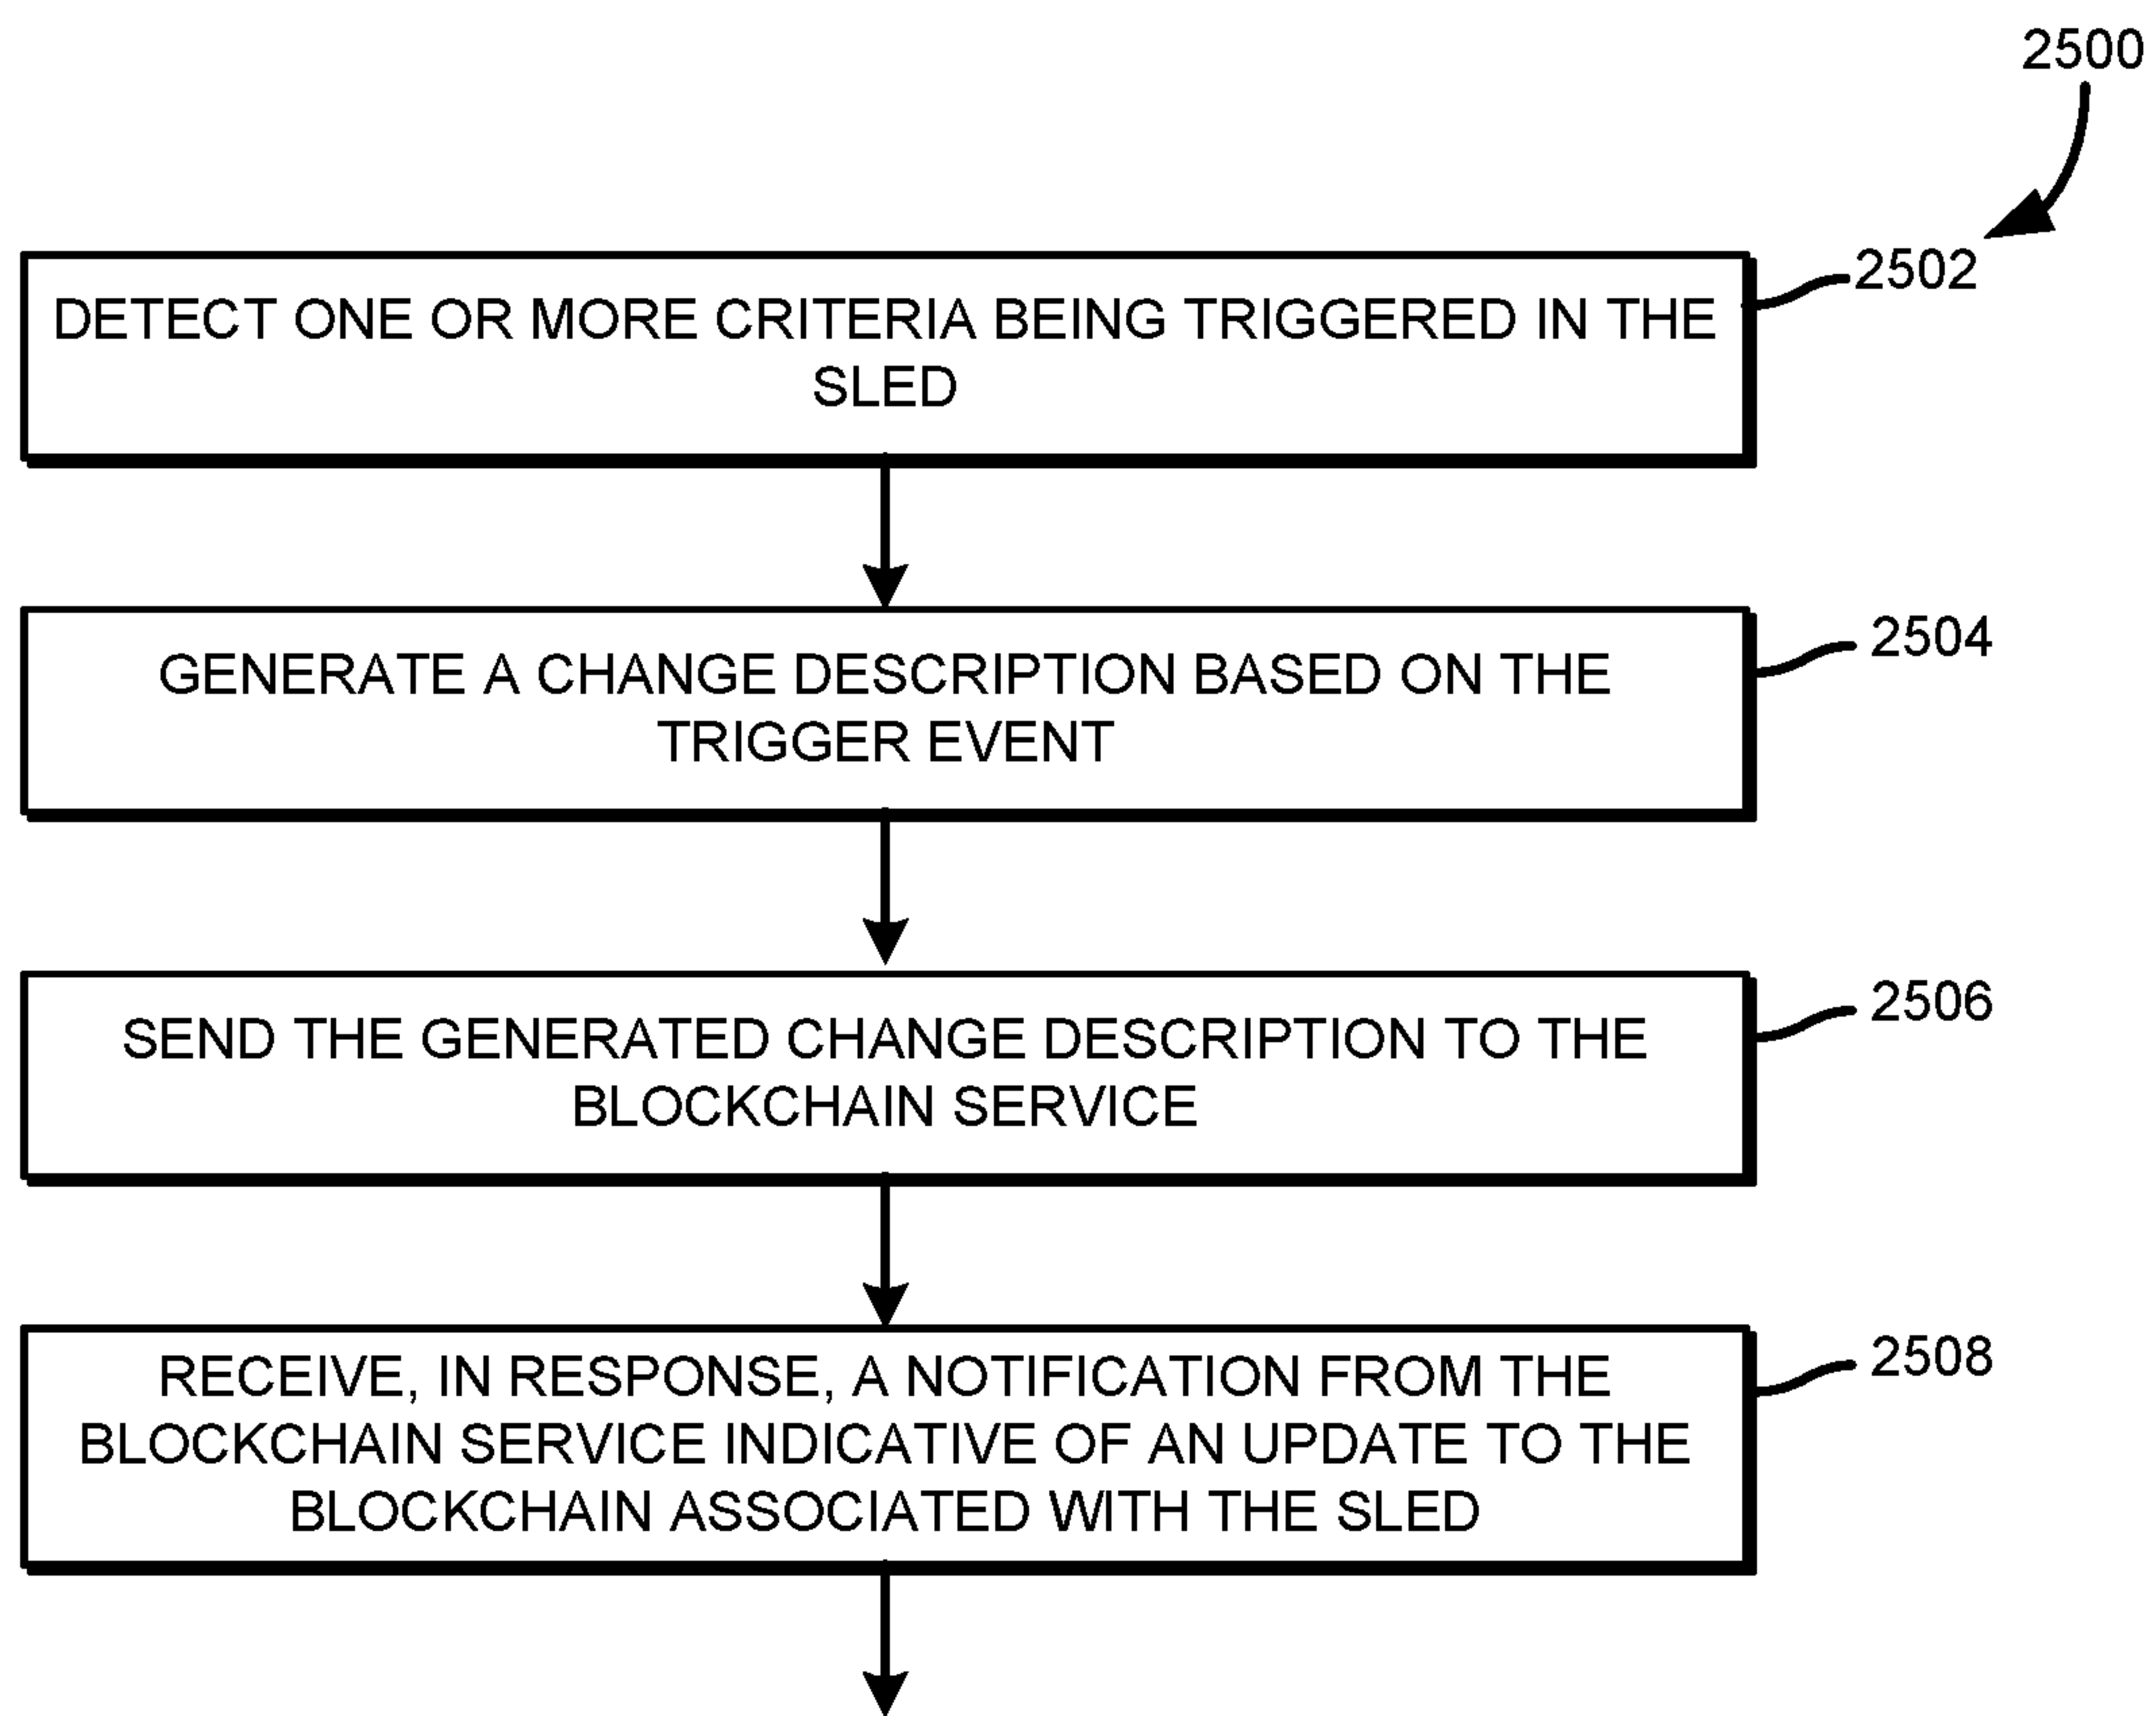 2500
2502
DETECT ONE OR MORE CRITERIA BEING TRIGGERED IN THE
SLED
2504
GENERATE A CHANGE DESCRIPTION BASED ON THE
TRIGGER EVENT
2506
SEND THE GENERATED CHANGE DESCRIPTION TO THE
BLOCKCHAIN SERVICE
2508
RECEIVE, IN RESPONSE, A NOTIFICATION FROM THE
BLOCKCHAIN SERVICE INDICATIVE OF AN UPDATE TO THE
BLOCKCHAIN ASSOCIATED WITH THE SLED